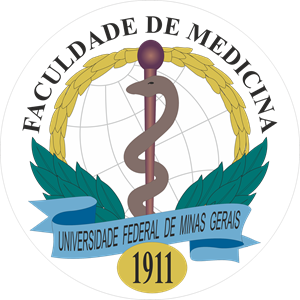 FACULDADE DE MEDICINA
UNIVERSIDADE FEDERAL DE MINAS GERAIS
1911